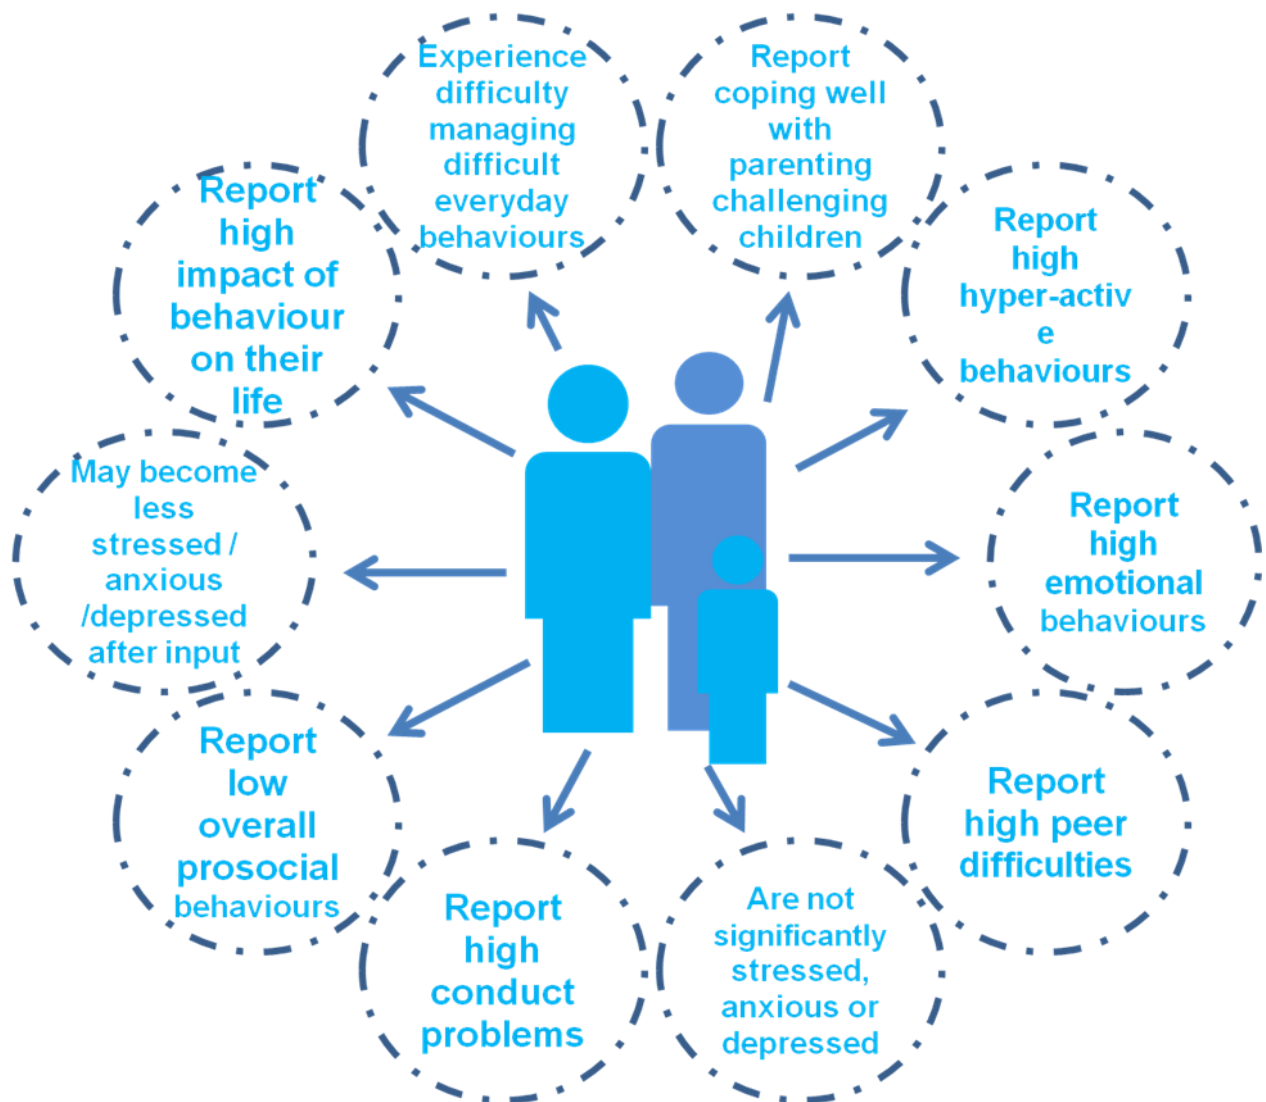 Experience
difficulty
managing
difficult
everyday
behaviours
Report
coping well
with
parenting
challenging
children
Report
high
hyper-activ
e
behaviours
Report
high
emotional
behaviours
Report
high peer
difficulties
Are not
significantly
stressed,
anxious or
depressed
Report
high
conduct
problems
Report
low
overall
prosocial
behaviours
May become
less
stressed /
anxious
/depressed
after input
Report
high
impact of
behaviour
on their
life